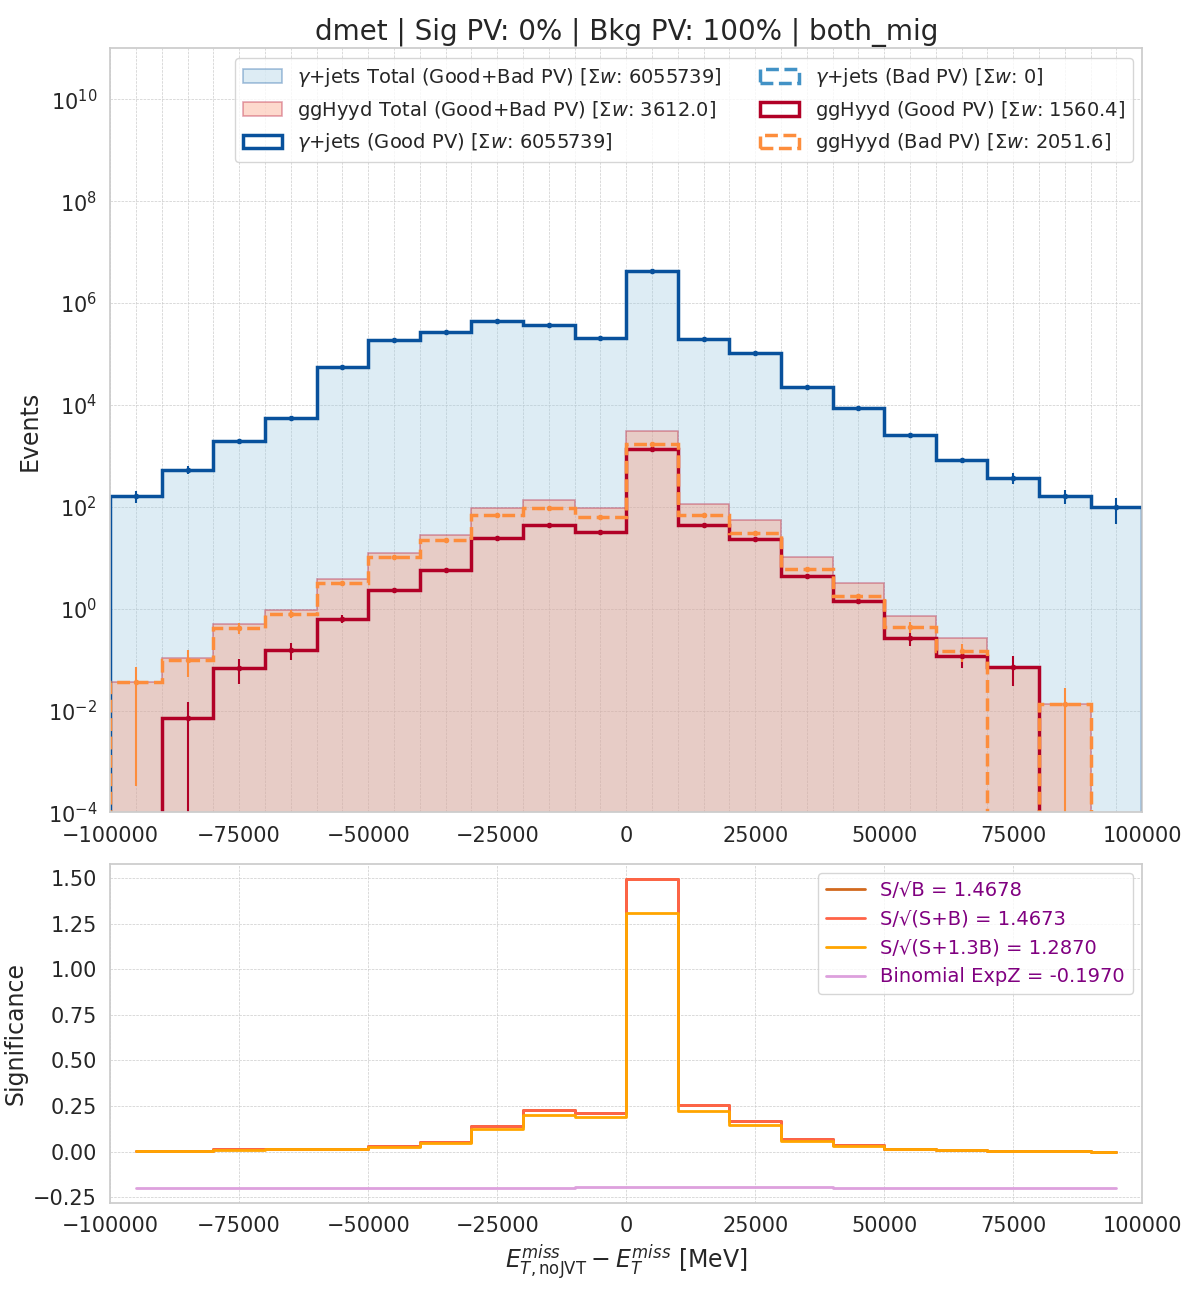 dmet | Sig PV: 0% | Bkg PV: 100% | both_mig
γ+jets Total (Good+Bad PV) [Σw: 6055739]
ggHyyd Total (Good+Bad PV) [Σw: 3612.0]
γ+jets (Good PV) [Σw: 6055739]
γ+jets (Bad PV) [Σw: 0]
ggHyyd (Good PV) [Σw: 1560.4]
ggHyyd (Bad PV) [Σw: 2051.6]
Events
10^10
10^8
10^6
10^4
10^2
10^0
10^−2
10^−4
−100000 −75000 −50000 −25000 0 25000 50000 75000 100000
Significance
1.50
1.25
1.00
0.75
0.50
0.25
0.00
−0.25
S/√B = 1.4678
S/√(S+B) = 1.4673
S/√(S+1.3B) = 1.2870
Binomial ExpZ = -0.1970
−100000 −75000 −50000 −25000 0 25000 50000 75000 100000
E_{T,noJVT}^{miss} − E_T^{miss} [MeV]